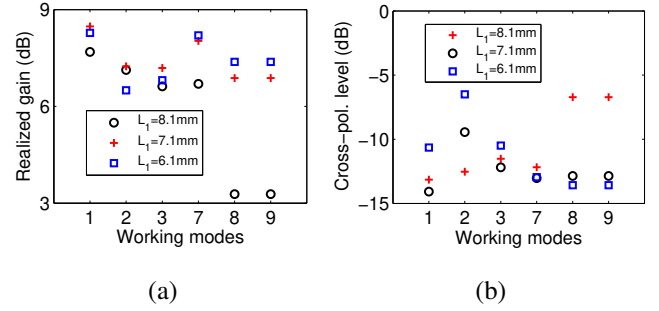 9
6
3
Realized gain (dB)
L1=8.1mm
L1=7.1mm
L1=6.1mm
1 2 3 7 8 9
Working modes
(a)
0
−5
−10
−15
Cross−pol. level (dB)
L1=8.1mm
L1=7.1mm
L1=6.1mm
1 2 3 7 8 9
Working modes
(b)